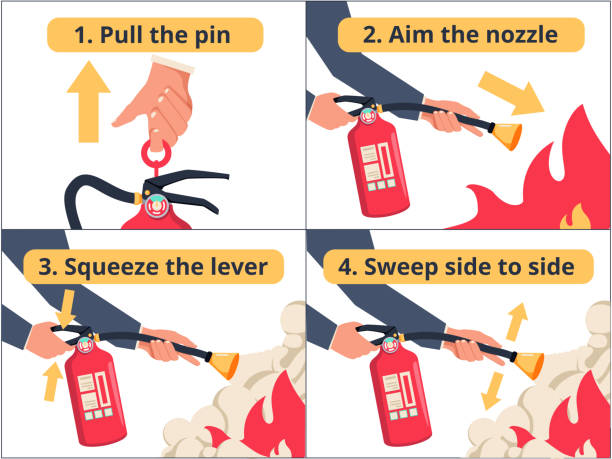 1. Pull the pin
2. Aim the nozzle
3. Squeeze the lever
4. Sweep side to side